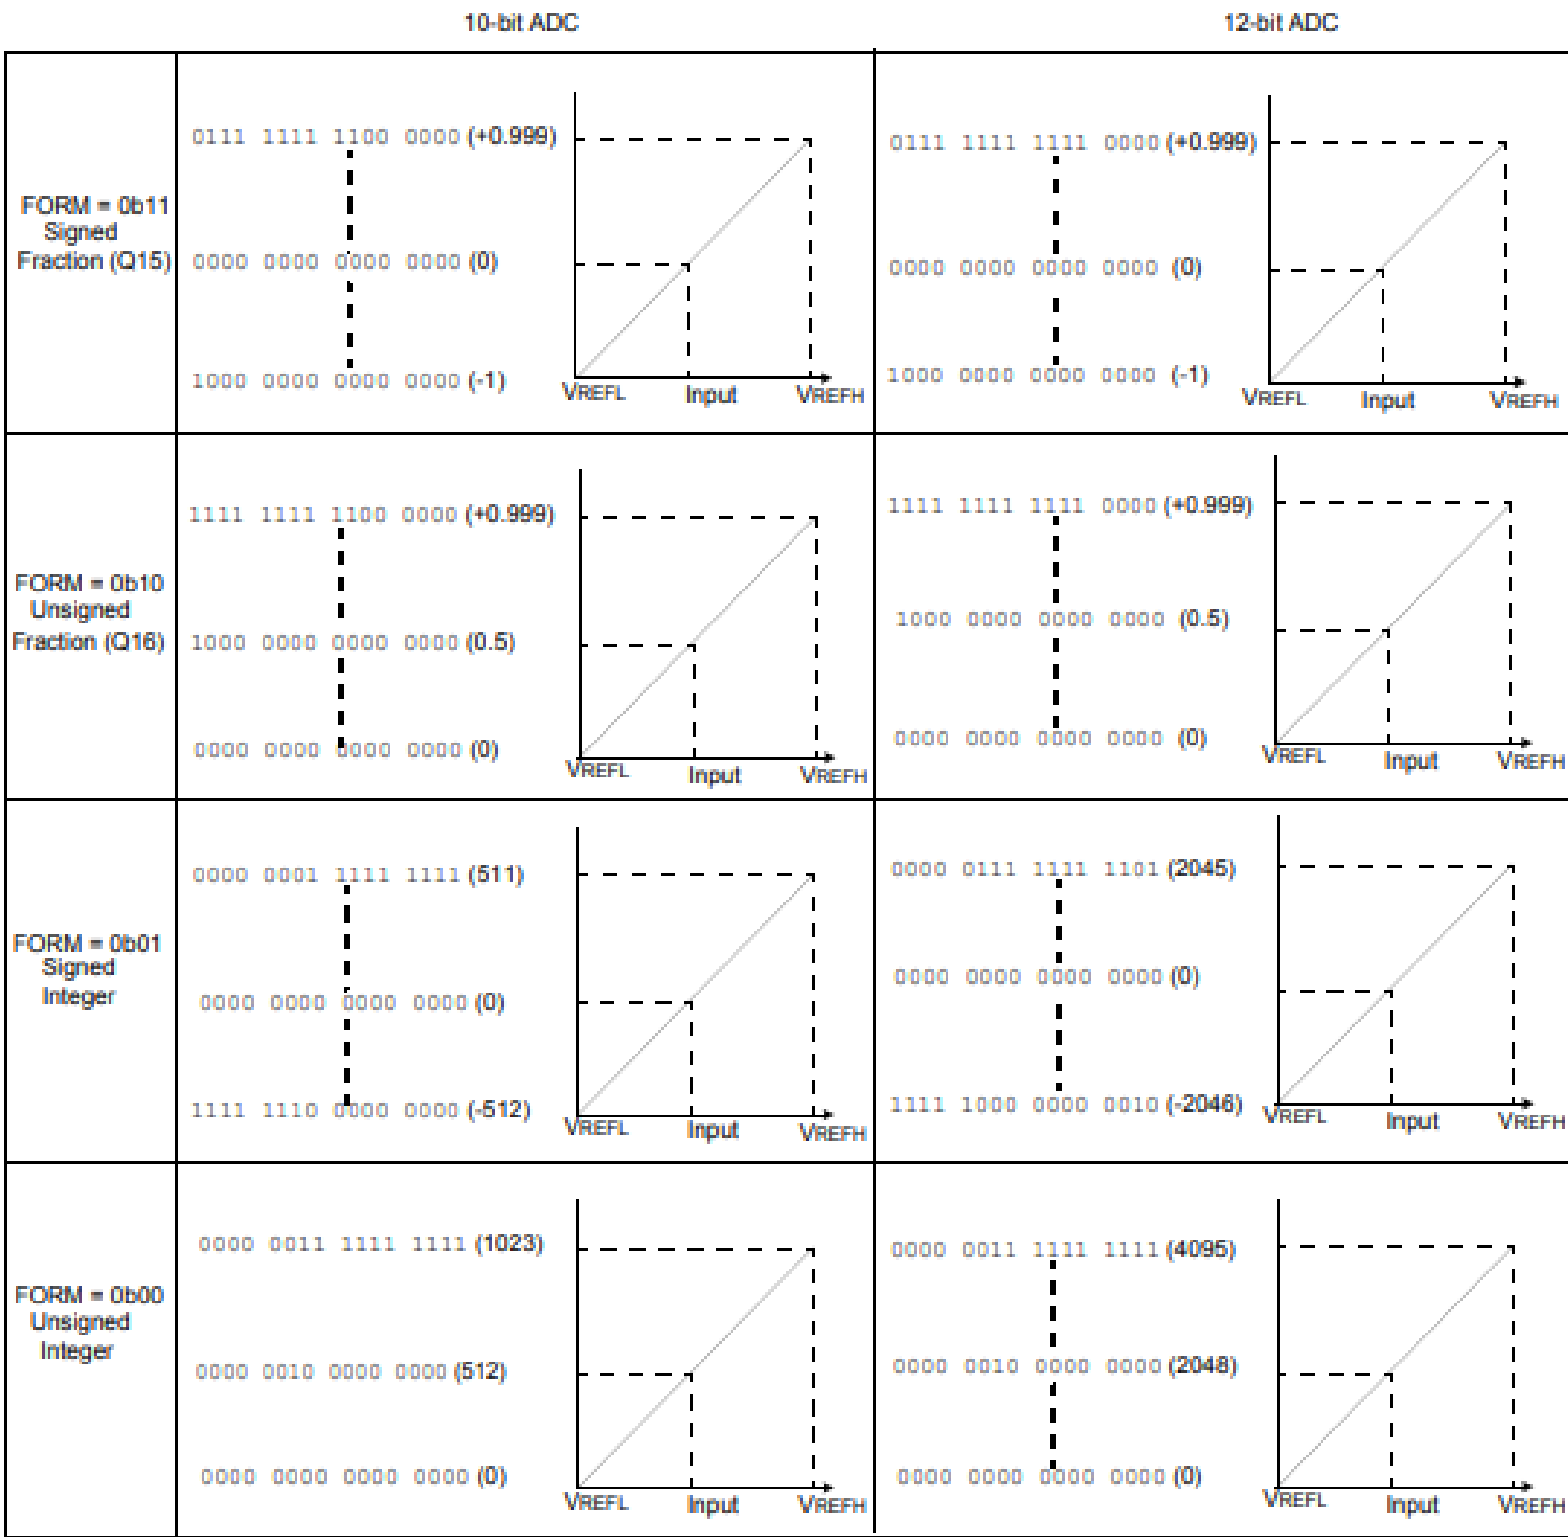 10-bit ADC
12-bit ADC
FORM = 0b11
Signed
Fraction (Q15)
0111 1111 1100 0000 (+0.999)
0000 0000 0000 0000 (0)
1000 0000 0000 0000 (-1)
VREFL Input VREFH
0111 1111 1111 0000 (+0.999)
0000 0000 0000 0000 (0)
1000 0000 0000 0000 (-1)
VREFL Input VREFH
FORM = 0b10
Unsigned
Fraction (Q16)
1111 1111 1100 0000 (+0.999)
1000 0000 0000 0000 (0.5)
0000 0000 0000 0000 (0)
VREFL Input VREFH
1111 1111 1111 0000 (+0.999)
1000 0000 0000 0000 (0.5)
0000 0000 0000 0000 (0)
VREFL Input VREFH
FORM = 0b01
Signed
Integer
0000 0001 1111 1111 (511)
0000 0000 0000 0000 (0)
1111 1110 0000 0000 (-512)
VREFL Input VREFH
0000 0111 1111 1101 (2045)
0000 0000 0000 0000 (0)
1111 1000 0000 0010 (-2046)
VREFL Input VREFH
FORM = 0b00
Unsigned
Integer
0000 0011 1111 1111 (1023)
0000 0010 0000 0000 (512)
0000 0000 0000 0000 (0)
VREFL Input VREFH
0000 0011 1111 1111 (4095)
0000 0010 0000 0000 (2048)
0000 0000 0000 0000 (0)
VREFL Input VREFH